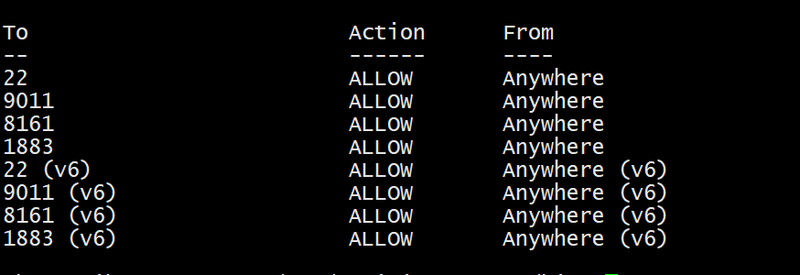 To Action From
-- ------ ----
22 ALLOW Anywhere
9011 ALLOW Anywhere
8161 ALLOW Anywhere
1883 ALLOW Anywhere
22 (v6) ALLOW Anywhere (v6)
9011 (v6) ALLOW Anywhere (v6)
8161 (v6) ALLOW Anywhere (v6)
1883 (v6) ALLOW Anywhere (v6)